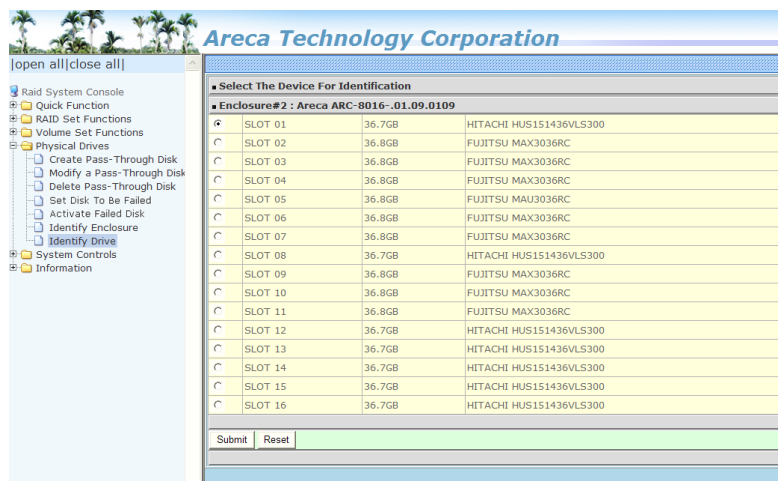 Areca Technology Corporation
|open all|close all|
Raid System Console
Quick Function
RAID Set Functions
Volume Set Functions
Physical Drives
Create Pass-Through Disk
Modify a Pass-Through Disk
Delete Pass-Through Disk
Set Disk To Be Failed
Activate Failed Disk
Identify Enclosure
Identify Drive
System Controls
Information
Select The Device For Identification
Enclosure#2 : Areca ARC-8016-.01.09.0109
SLOT 01 36.7GB HITACHI HUS151436VLS300
SLOT 02 36.8GB FUJITSU MAX3036RC
SLOT 03 36.8GB FUJITSU MAX3036RC
SLOT 04 36.8GB FUJITSU MAX3036RC
SLOT 05 36.8GB FUJITSU MAU3036RC
SLOT 06 36.8GB FUJITSU MAX3036RC
SLOT 07 36.8GB FUJITSU MAX3036RC
SLOT 08 36.7GB HITACHI HUS151436VLS300
SLOT 09 36.8GB FUJITSU MAX3036RC
SLOT 10 36.8GB FUJITSU MAX3036RC
SLOT 11 36.8GB FUJITSU MAX3036RC
SLOT 12 36.7GB HITACHI HUS151436VLS300
SLOT 13 36.7GB HITACHI HUS151436VLS300
SLOT 14 36.7GB HITACHI HUS151436VLS300
SLOT 15 36.7GB HITACHI HUS151436VLS300
SLOT 16 36.7GB HITACHI HUS151436VLS300
Submit Reset